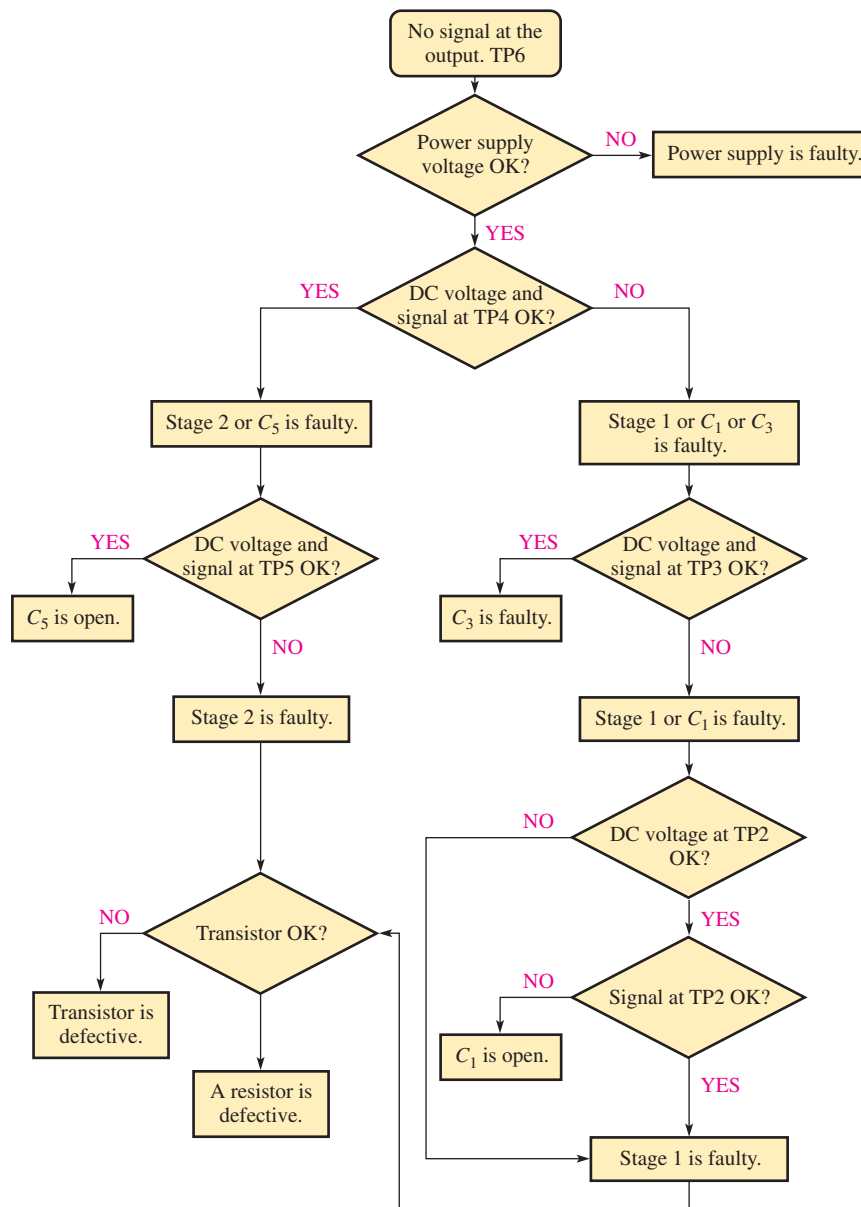 No signal at the
output. TP6
Power supply
voltage OK?
NO
Power supply is faulty.
YES
DC voltage and
signal at TP4 OK?
YES
NO
Stage 2 or C5 is faulty.
Stage 1 or C1 or C3
is faulty.
DC voltage and
signal at TP5 OK?
YES
C5 is open.
NO
DC voltage and
signal at TP3 OK?
YES
C3 is faulty.
NO
Stage 2 is faulty.
Stage 1 or C1 is faulty.
DC voltage at TP2
OK?
NO
YES
Transistor OK?
NO
Signal at TP2 OK?
NO
Transistor is
defective.
C1 is open.
YES
A resistor is
defective.
Stage 1 is faulty.